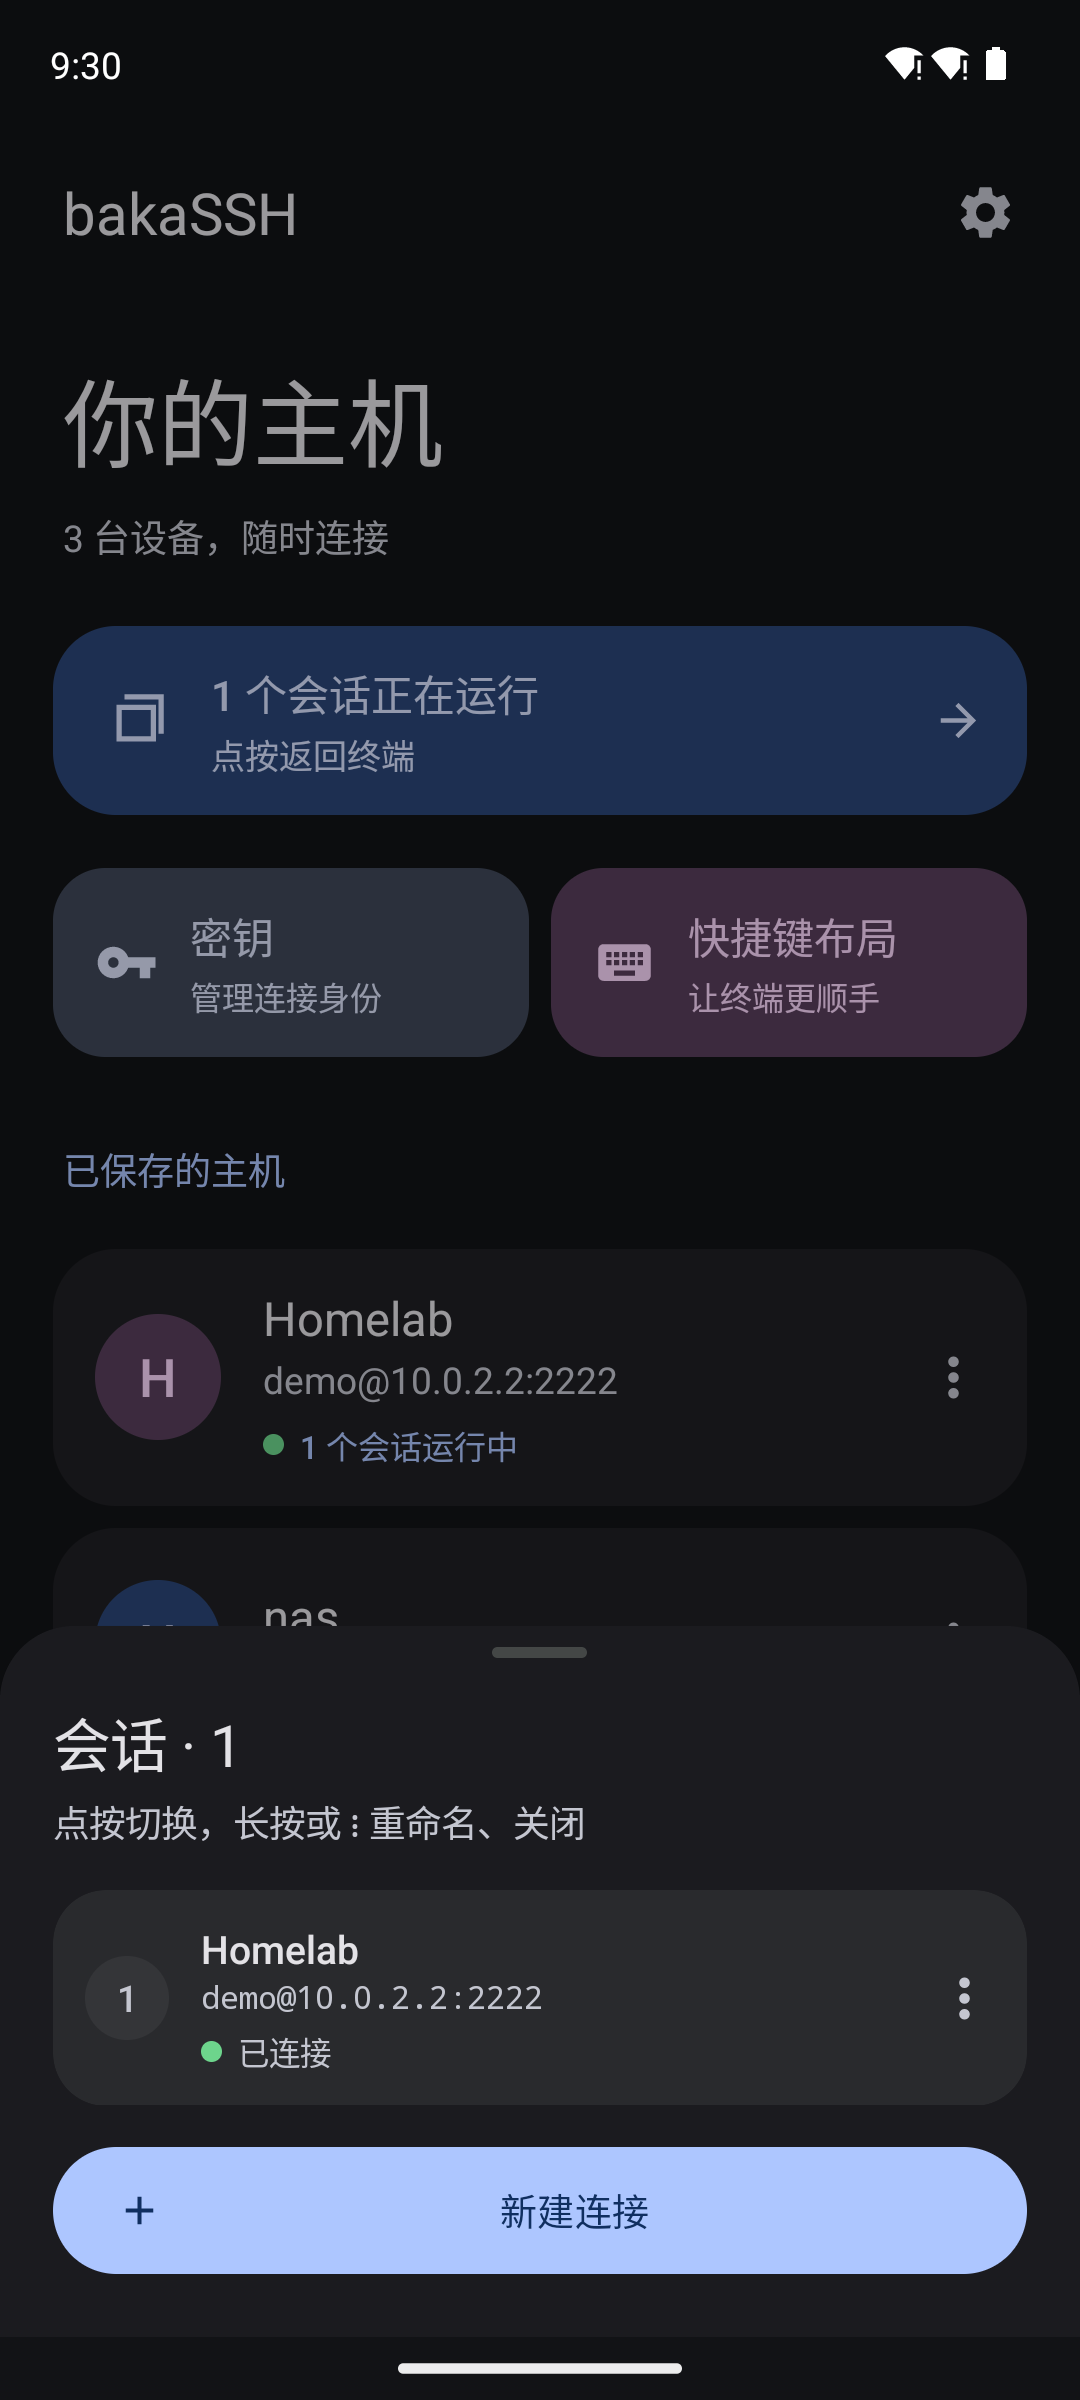 9:30
bakaSSH
你的主机
3 台设备，随时连接
1 个会话正在运行
点按返回终端
密钥
管理连接身份
快捷键布局
让终端更顺手
已保存的主机
Homelab
H
demo@10.0.2.2:2222
1 个会话运行中
nas
会话 · 1
点按切换，长按或 ⋮ 重命名、关闭
Homelab
1
demo@10.0.2.2:2222
已连接
+ 新建连接